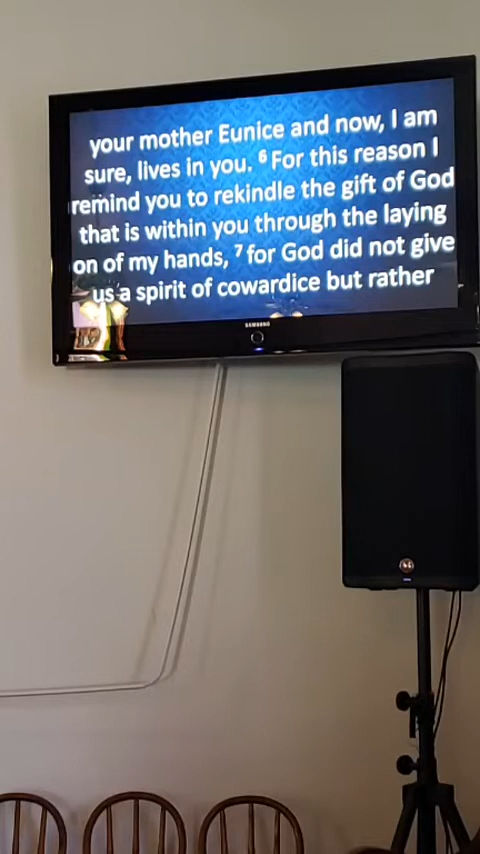 your mother Eunice and now, I am
sure, lives in you. ⁶ For this reason I
remind you to rekindle the gift of God
that is within you through the laying
on of my hands, ⁷ for God did not give
us a spirit of cowardice but rather
SAMSUNG